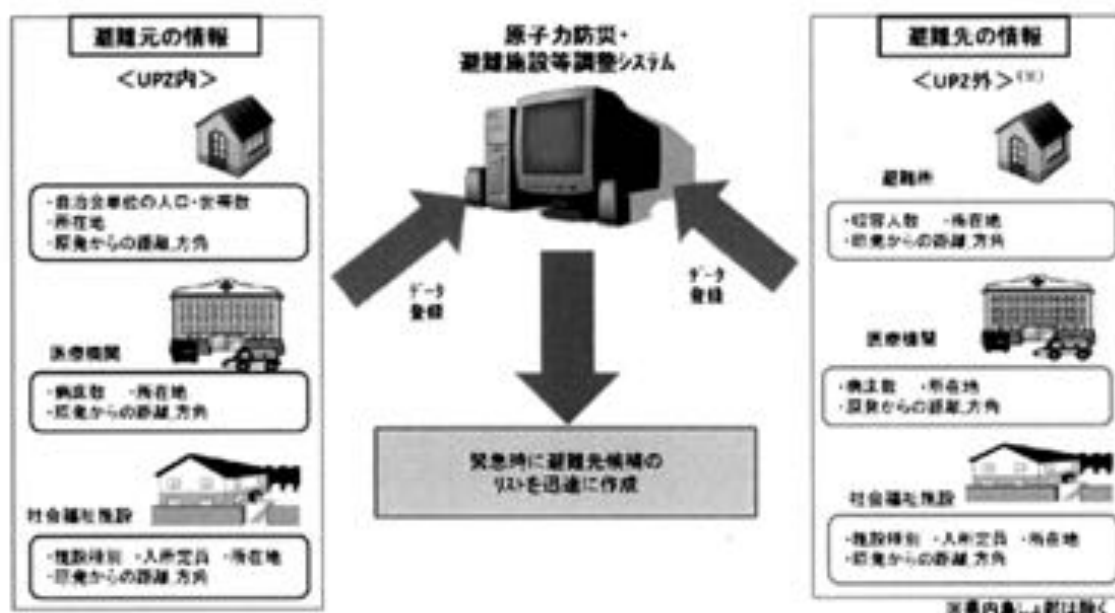 避難元の情報
<UPZ内>
・自治会単位の人口・世帯数
・所在地
・原発からの距離、方角
医療機関
・病床数 ・所在地
・原発からの距離、方角
社会福祉施設
・施設種別 ・入所定員 ・所在地
・原発からの距離、方角
原子力防災・
避難施設等調整システム
データ
登録
データ
登録
緊急時に避難先候補の
リストを迅速に作成
避難先の情報
<UPZ外>(※)
避難所
・収容人数 ・所在地
・原発からの距離、方角
医療機関
・病床数 ・所在地
・原発からの距離、方角
社会福祉施設
・施設種別 ・入所定員 ・所在地
・原発からの距離、方角